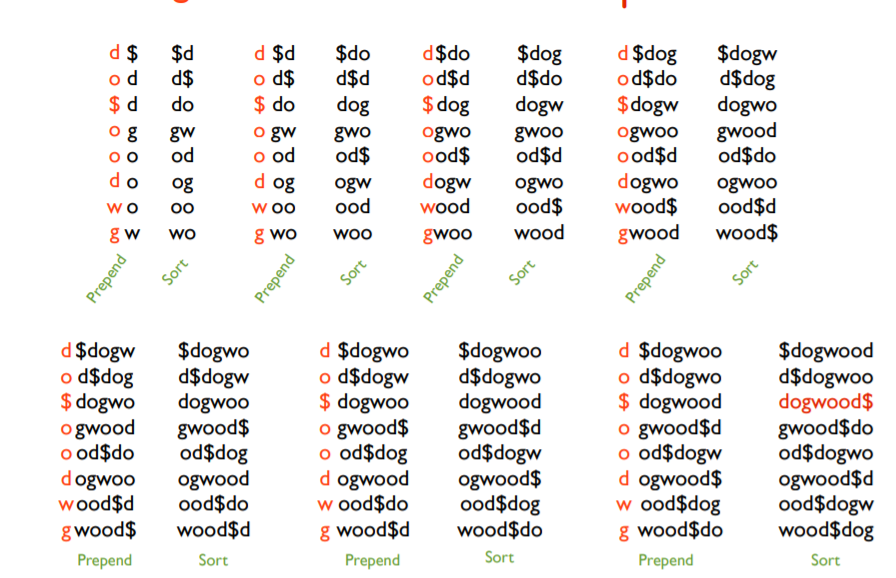 d $ $d d $d $do d$do $dog d $dog $dogw
o d d$ o d$ d$d od$d d$do od$do d$dog
$ d do $ do dog $dog dogw $dogw dogwo
o g gw o gw gwo ogwo gwoo ogwoo gwood
o o od o od od$ ood$ od$d ood$d od$do
d o og d og ogw dogw ogwo dogwo ogwoo
w o oo w oo ood wood ood$ wood$ ood$d
g w wo g wo woo gwoo wood gwood wood$
Prepend Sort Prepend Sort Prepend Sort Prepend Sort
d $dogw $dogwo d $dogwo $dogwoo d $dogwoo $dogwood
o d$dog d$dogw o d$dogw d$dogwo o d$dogwo d$dogwoo
$ dogwo dogwoo $ dogwoo dogwood $ dogwood dogwood$
o gwood gwood$ o gwood$ gwood$d o gwood$d gwood$do
o od$do od$dog o od$dog od$dogw o od$dogw od$dogwo
d ogwoo ogwood d ogwood ogwood$ d ogwood$ ogwood$d
w ood$d ood$do w ood$do ood$dog w ood$dog ood$dogw
g wood$ wood$d g wood$d wood$do g wood$do wood$dog
Prepend Sort Prepend Sort Prepend Sort